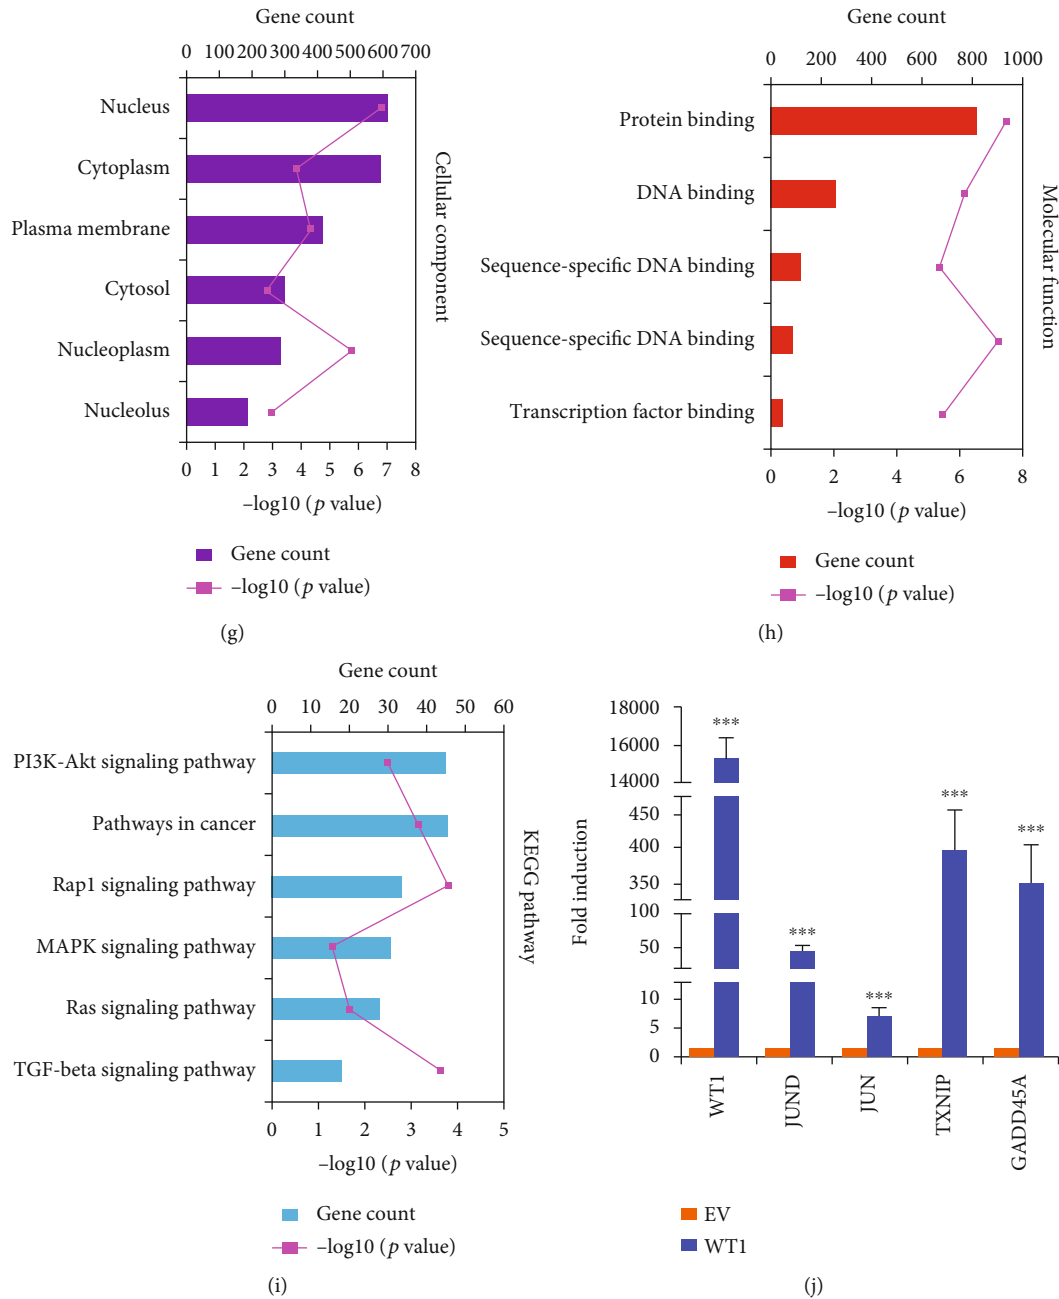 Gene count
0 100 200 300 400 500 600 700
Nucleus
Cytoplasm
Plasma membrane
Cytosol
Nucleoplasm
Nucleolus
Cellular component
0 1 2 3 4 5 6 7 8
–log10 (p value)
Gene count
–log10 (p value)
(g)
Gene count
0 200 400 600 800 1000
Protein binding
DNA binding
Sequence-specific DNA binding
Sequence-specific DNA binding
Transcription factor binding
Molecular function
0 2 4 6 8
–log10 (p value)
Gene count
–log10 (p value)
(h)
Gene count
0 10 20 30 40 50 60
PI3K-Akt signaling pathway
Pathways in cancer
Rap1 signaling pathway
MAPK signaling pathway
Ras signaling pathway
TGF-beta signaling pathway
KEGG pathway
0 1 2 3 4 5
–log10 (p value)
Gene count
–log10 (p value)
(i)
Fold induction
18000
16000
14000
450
400
350
100
50
10
5
0
***
***
***
***
***
WT1
JUND
JUN
TXNIP
GADD45A
EV
WT1
(j)